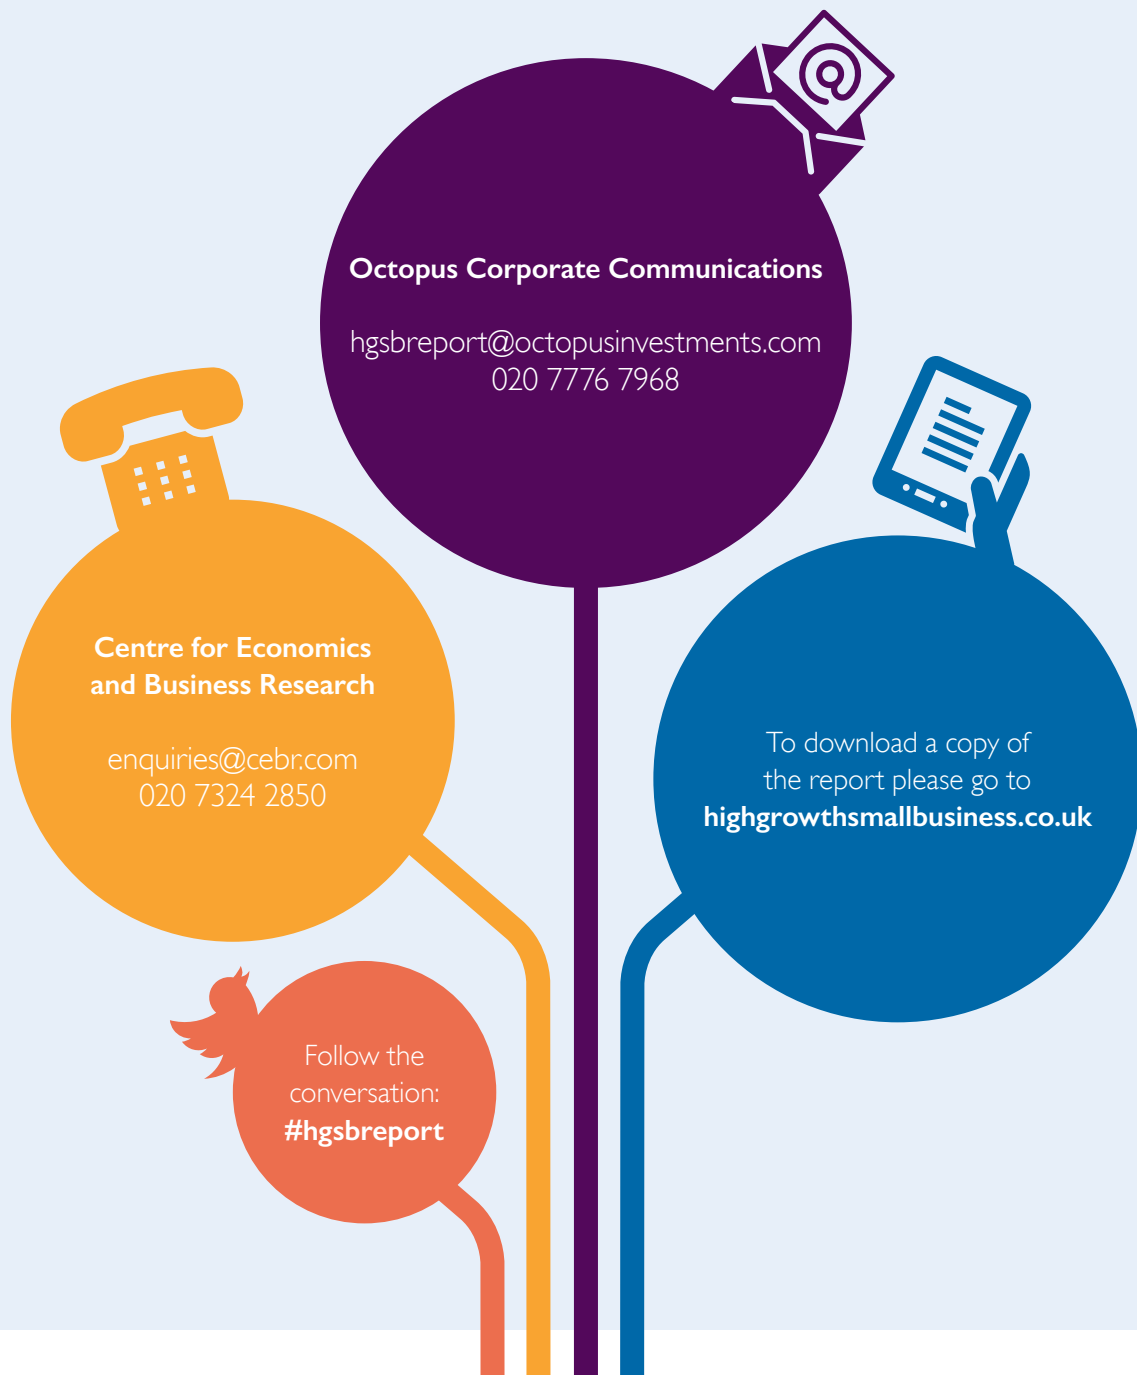 Octopus Corporate Communications
hgsbreport@octopusinvestments.com
020 7776 7968
Centre for Economics
and Business Research
enquiries@cebr.com
020 7324 2850
To download a copy of
the report please go to
highgrowthsmallbusiness.co.uk
Follow the
conversation:
#hgsbreport